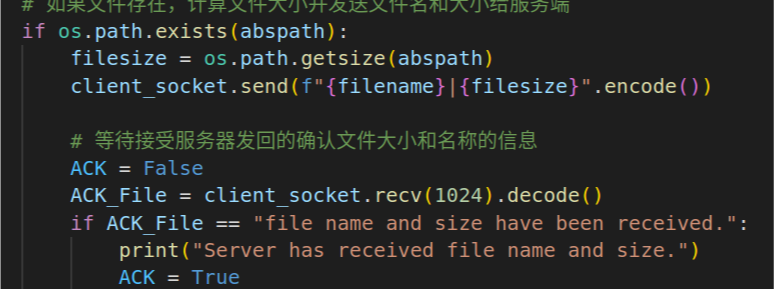 # 如果文件存在，计算文件大小并发送文件名和大小给服务端
if os.path.exists(abspath):
    filesize = os.path.getsize(abspath)
    client_socket.send(f"{filename}|{filesize}".encode())
    # 等待接受服务器发回的确认文件大小和名称的信息
    ACK = False
    ACK_File = client_socket.recv(1024).decode()
    if ACK_File == "file name and size have been received.":
        print("Server has received file name and size.")
        ACK = True